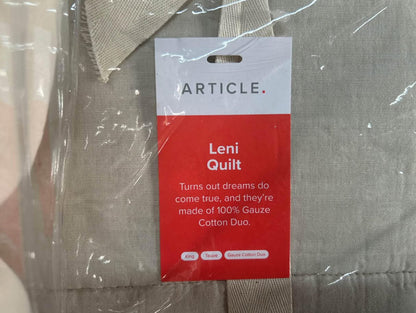 ARTICLE.
Leni
Quilt
Turns out dreams do
come true, and they're
made of 100% Gauze
Cotton Duo.
King Taupe Gauze Cotton Duo